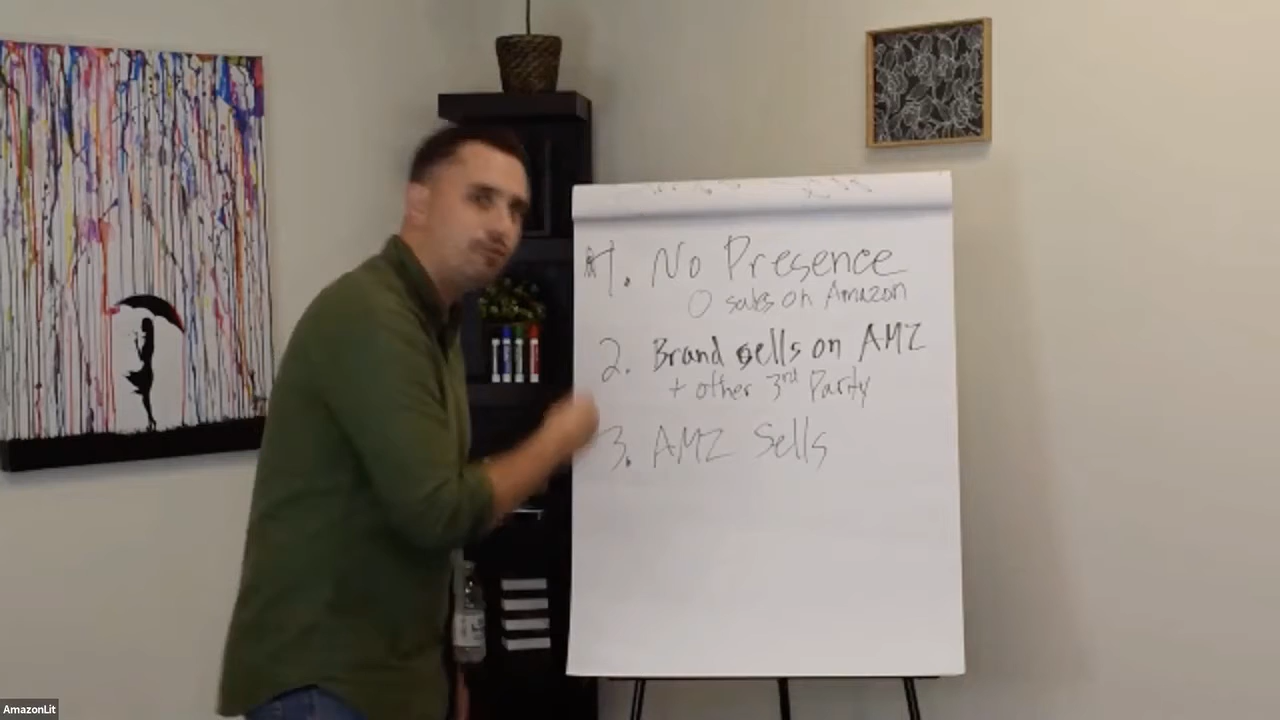 #1. No Presence
0 sales on Amazon
2. Brand sells on AMZ
+ other 3rd Party
3. AMZ Sells
AmazonLit